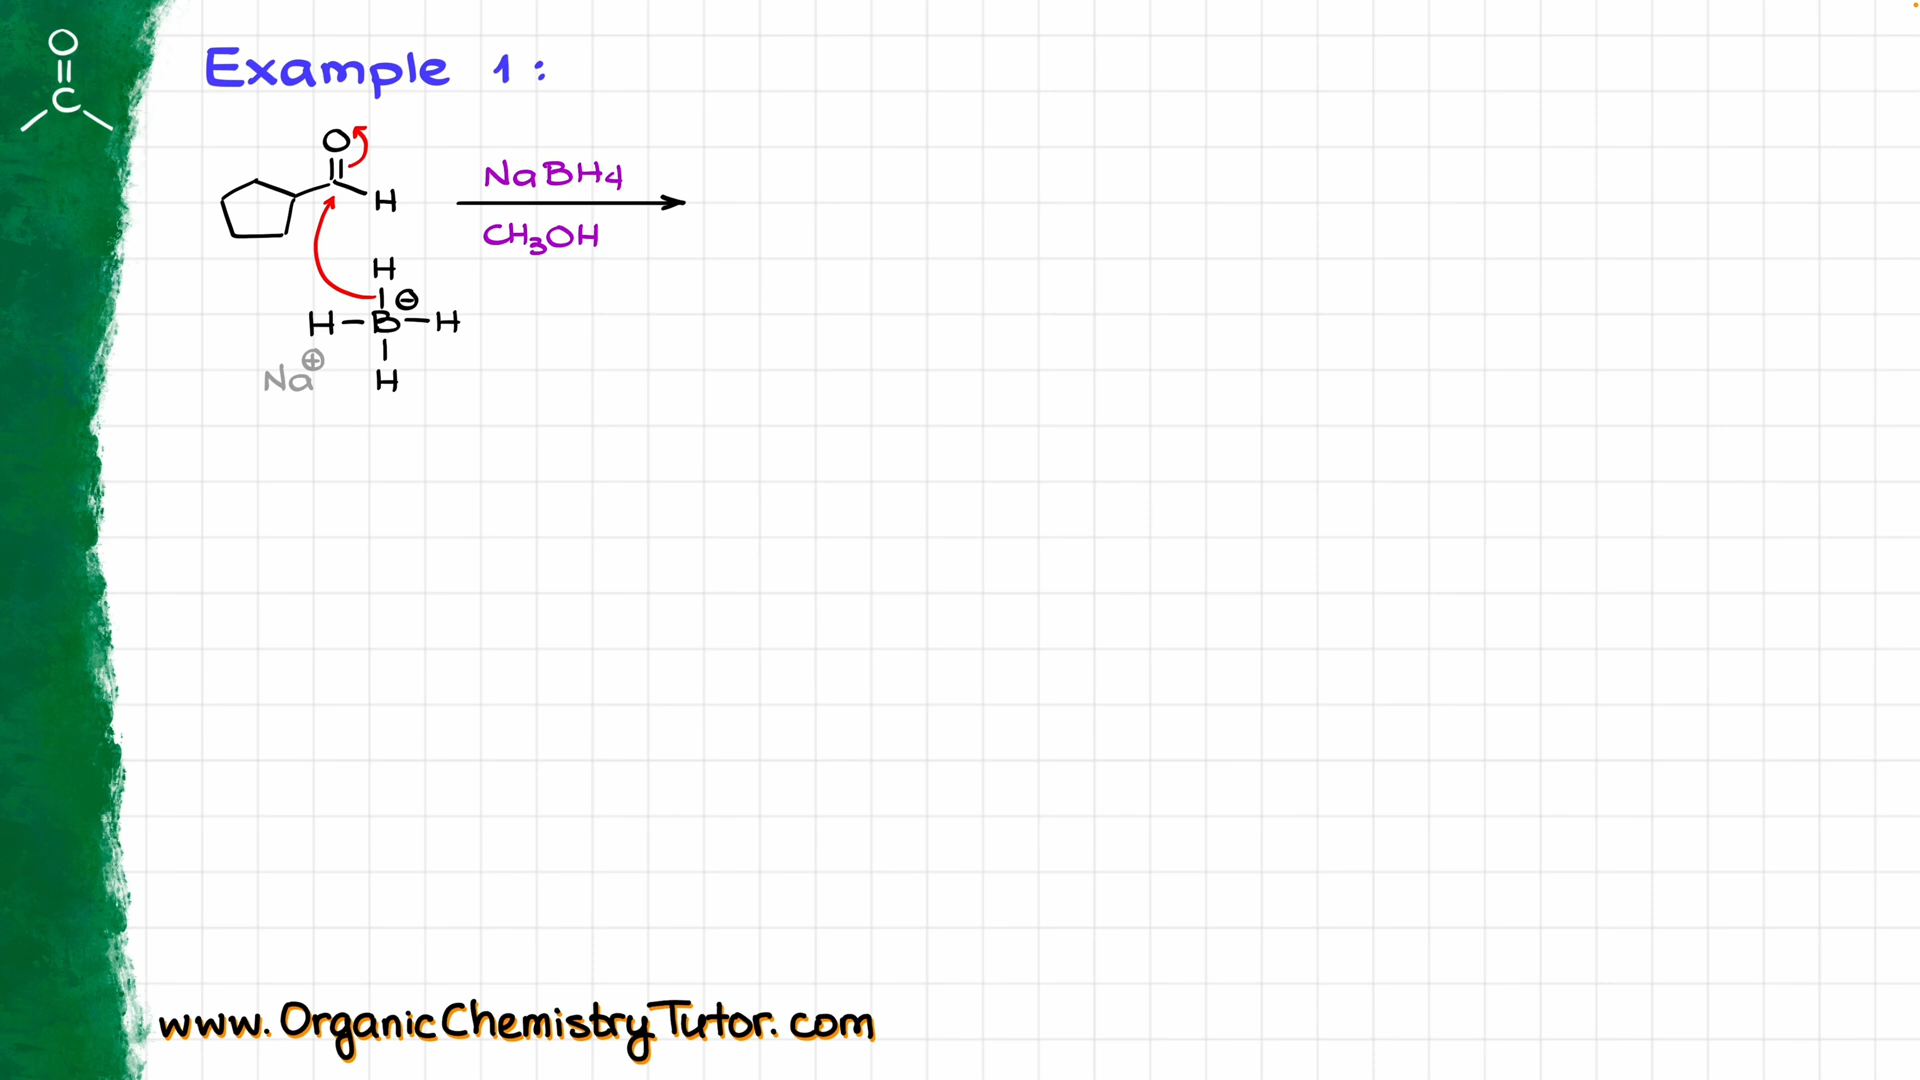 O
C
Example 1:
O
H
NaBH4
CH3OH
H
⊖
H-B-H
⊕
Na
H
www.OrganicChemistryTutor.com